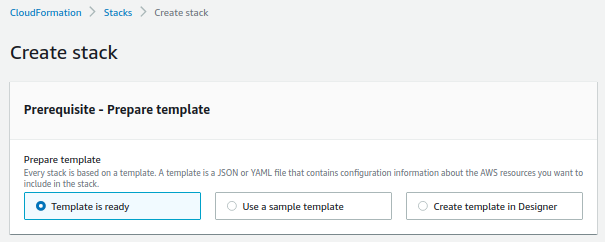 CloudFormation > Stacks > Create stack
Create stack
Prerequisite - Prepare template
Prepare template
Every stack is based on a template. A template is a JSON or YAML file that contains configuration information about the AWS resources you want to
include in the stack.
Template is ready Use a sample template Create template in Designer